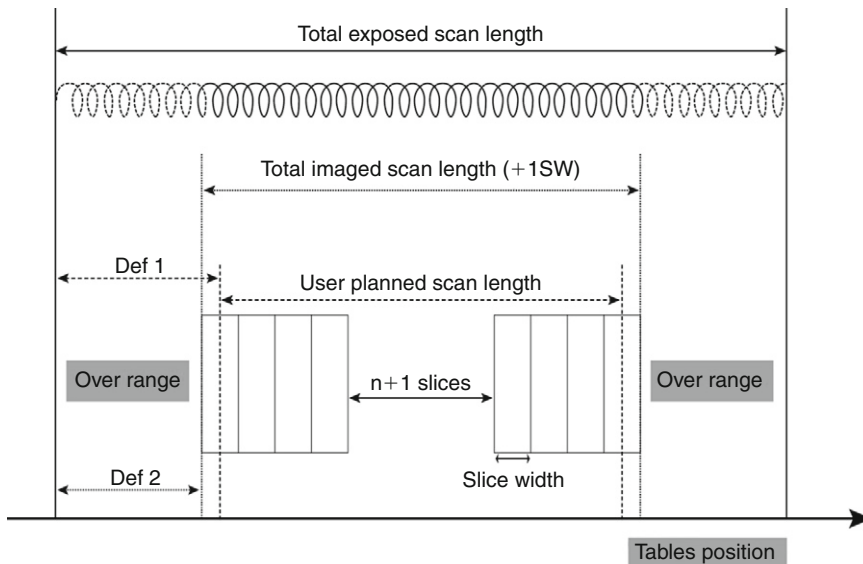 Total exposed scan length
Total imaged scan length (+1SW)
Def 1
User planned scan length
Over range
n+1 slices
Over range
Def 2
Slice width
Tables position